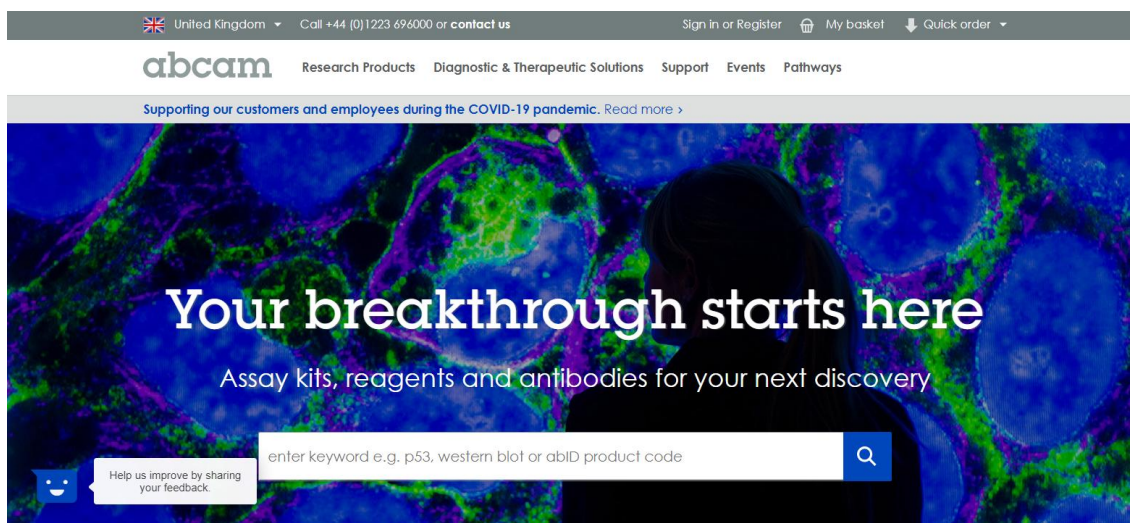 United Kingdom Call +44 (0)1223 696000 or contact us Sign in or Register My basket Quick order
abcam Research Products Diagnostic & Therapeutic Solutions Support Events Pathways
Supporting our customers and employees during the COVID-19 pandemic. Read more >
Your breakthrough starts here
Assay kits, reagents and antibodies for your next discovery
enter keyword e.g. p53, western blot or abID product code
Help us improve by sharing
your feedback.